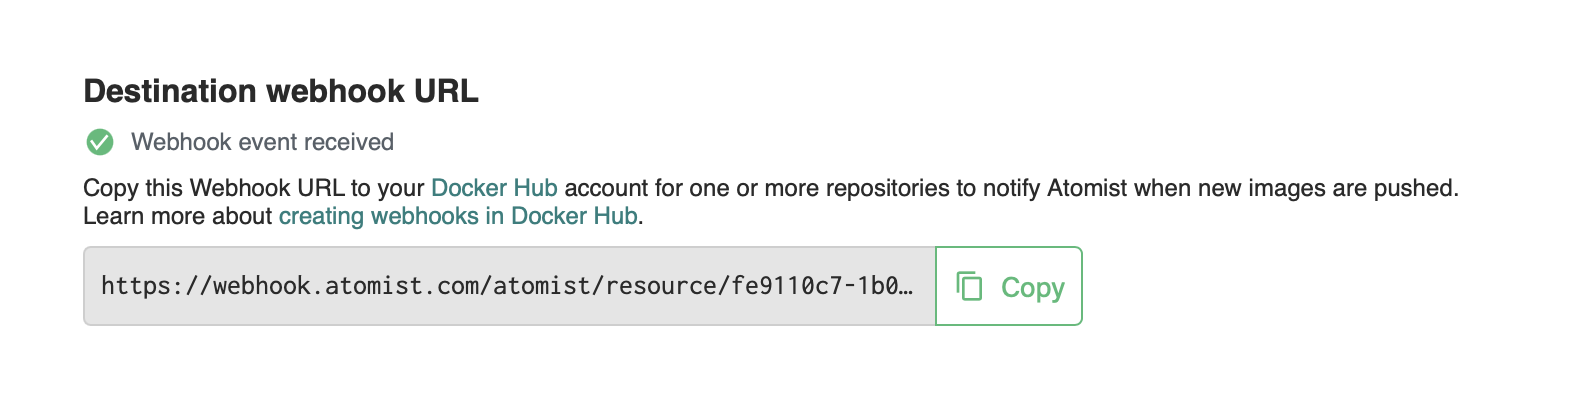 Destination webhook URL
Webhook event received
Copy this Webhook URL to your Docker Hub account for one or more repositories to notify Atomist when new images are pushed.
Learn more about creating webhooks in Docker Hub.
https://webhook.atomist.com/atomist/resource/fe9110c7-1b0…
Copy